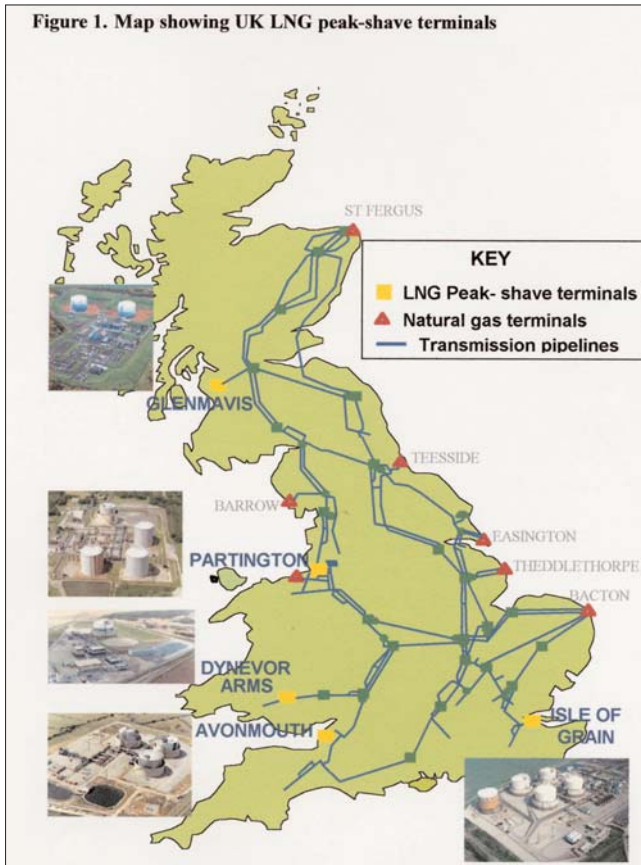 Figure 1. Map showing UK LNG peak-shave terminals
ST FERGUS
KEY
LNG Peak- shave terminals
Natural gas terminals
Transmission pipelines
GLENMAVIS
TEESSIDE
BARROW
EASINGTON
PARTINGTON
THEDDLETHORPE
BACTON
DYNEVOR
ARMS
AVONMOUTH
ISLE OF
GRAIN